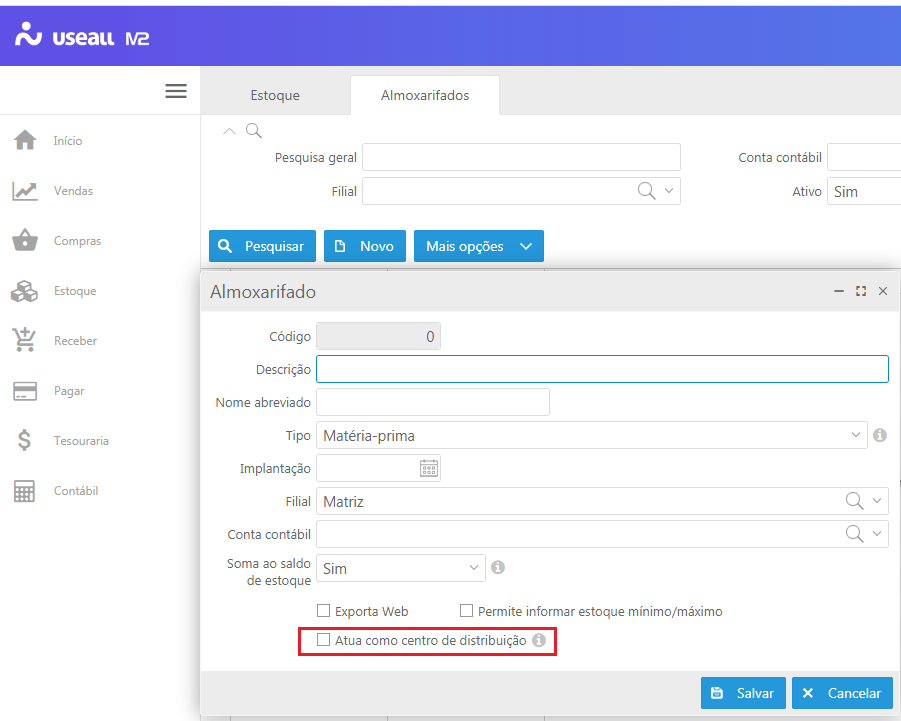 useall M2
Estoque
Almoxarifados
Início
Vendas
Compras
Estoque
Receber
Pagar
Tesouraria
Contábil
Pesquisa geral
Conta contábil
Filial
Ativo Sim
Pesquisar
Novo
Mais opções
Almoxarifado
Código 0
Descrição
Nome abreviado
Tipo Matéria-prima
Implantação
Filial Matriz
Conta contábil
Soma ao saldo
de estoque Sim
Exporta Web
Permite informar estoque mínimo/máximo
Atua como centro de distribuição
Salvar
Cancelar